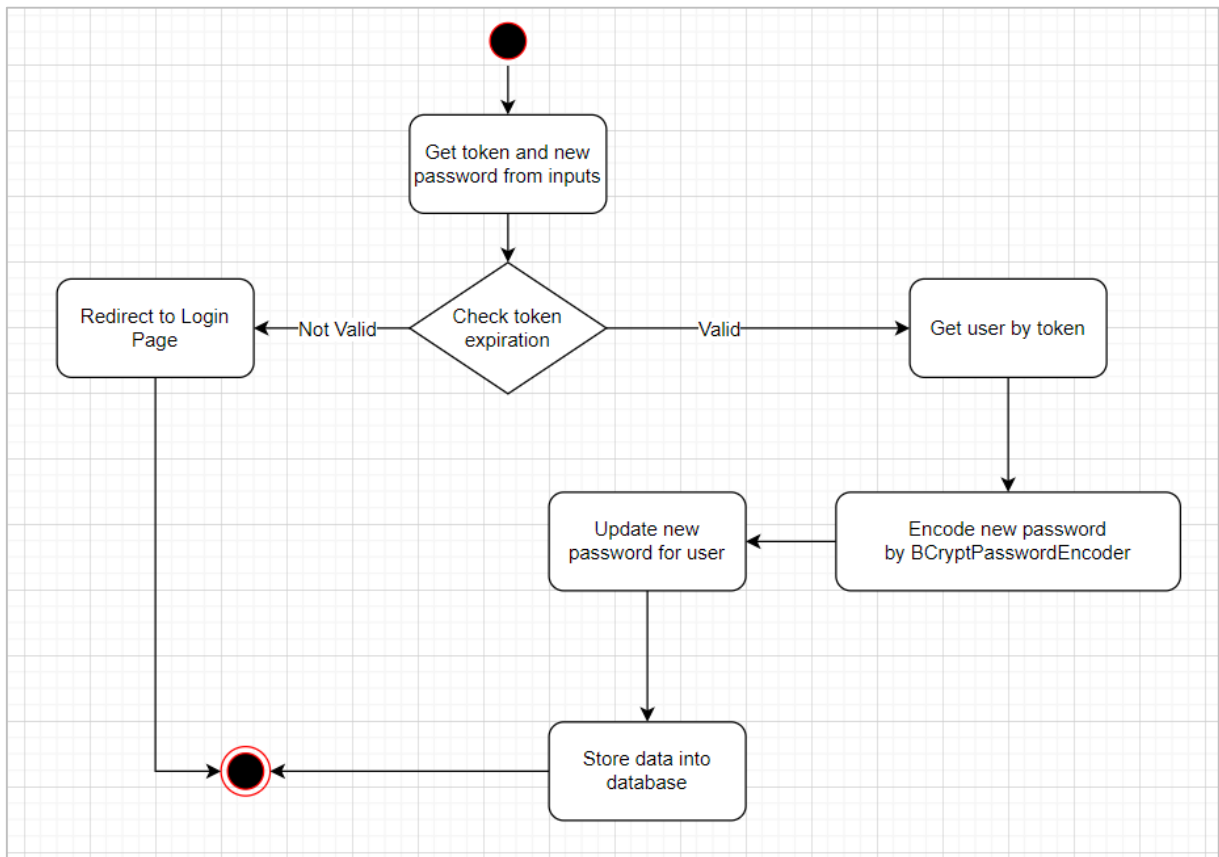 Get token and new
password from inputs
Redirect to Login
Page
Not Valid
Check token
expiration
Valid
Get user by token
Update new
password for user
Encode new password
by BCryptPasswordEncoder
Store data into
database